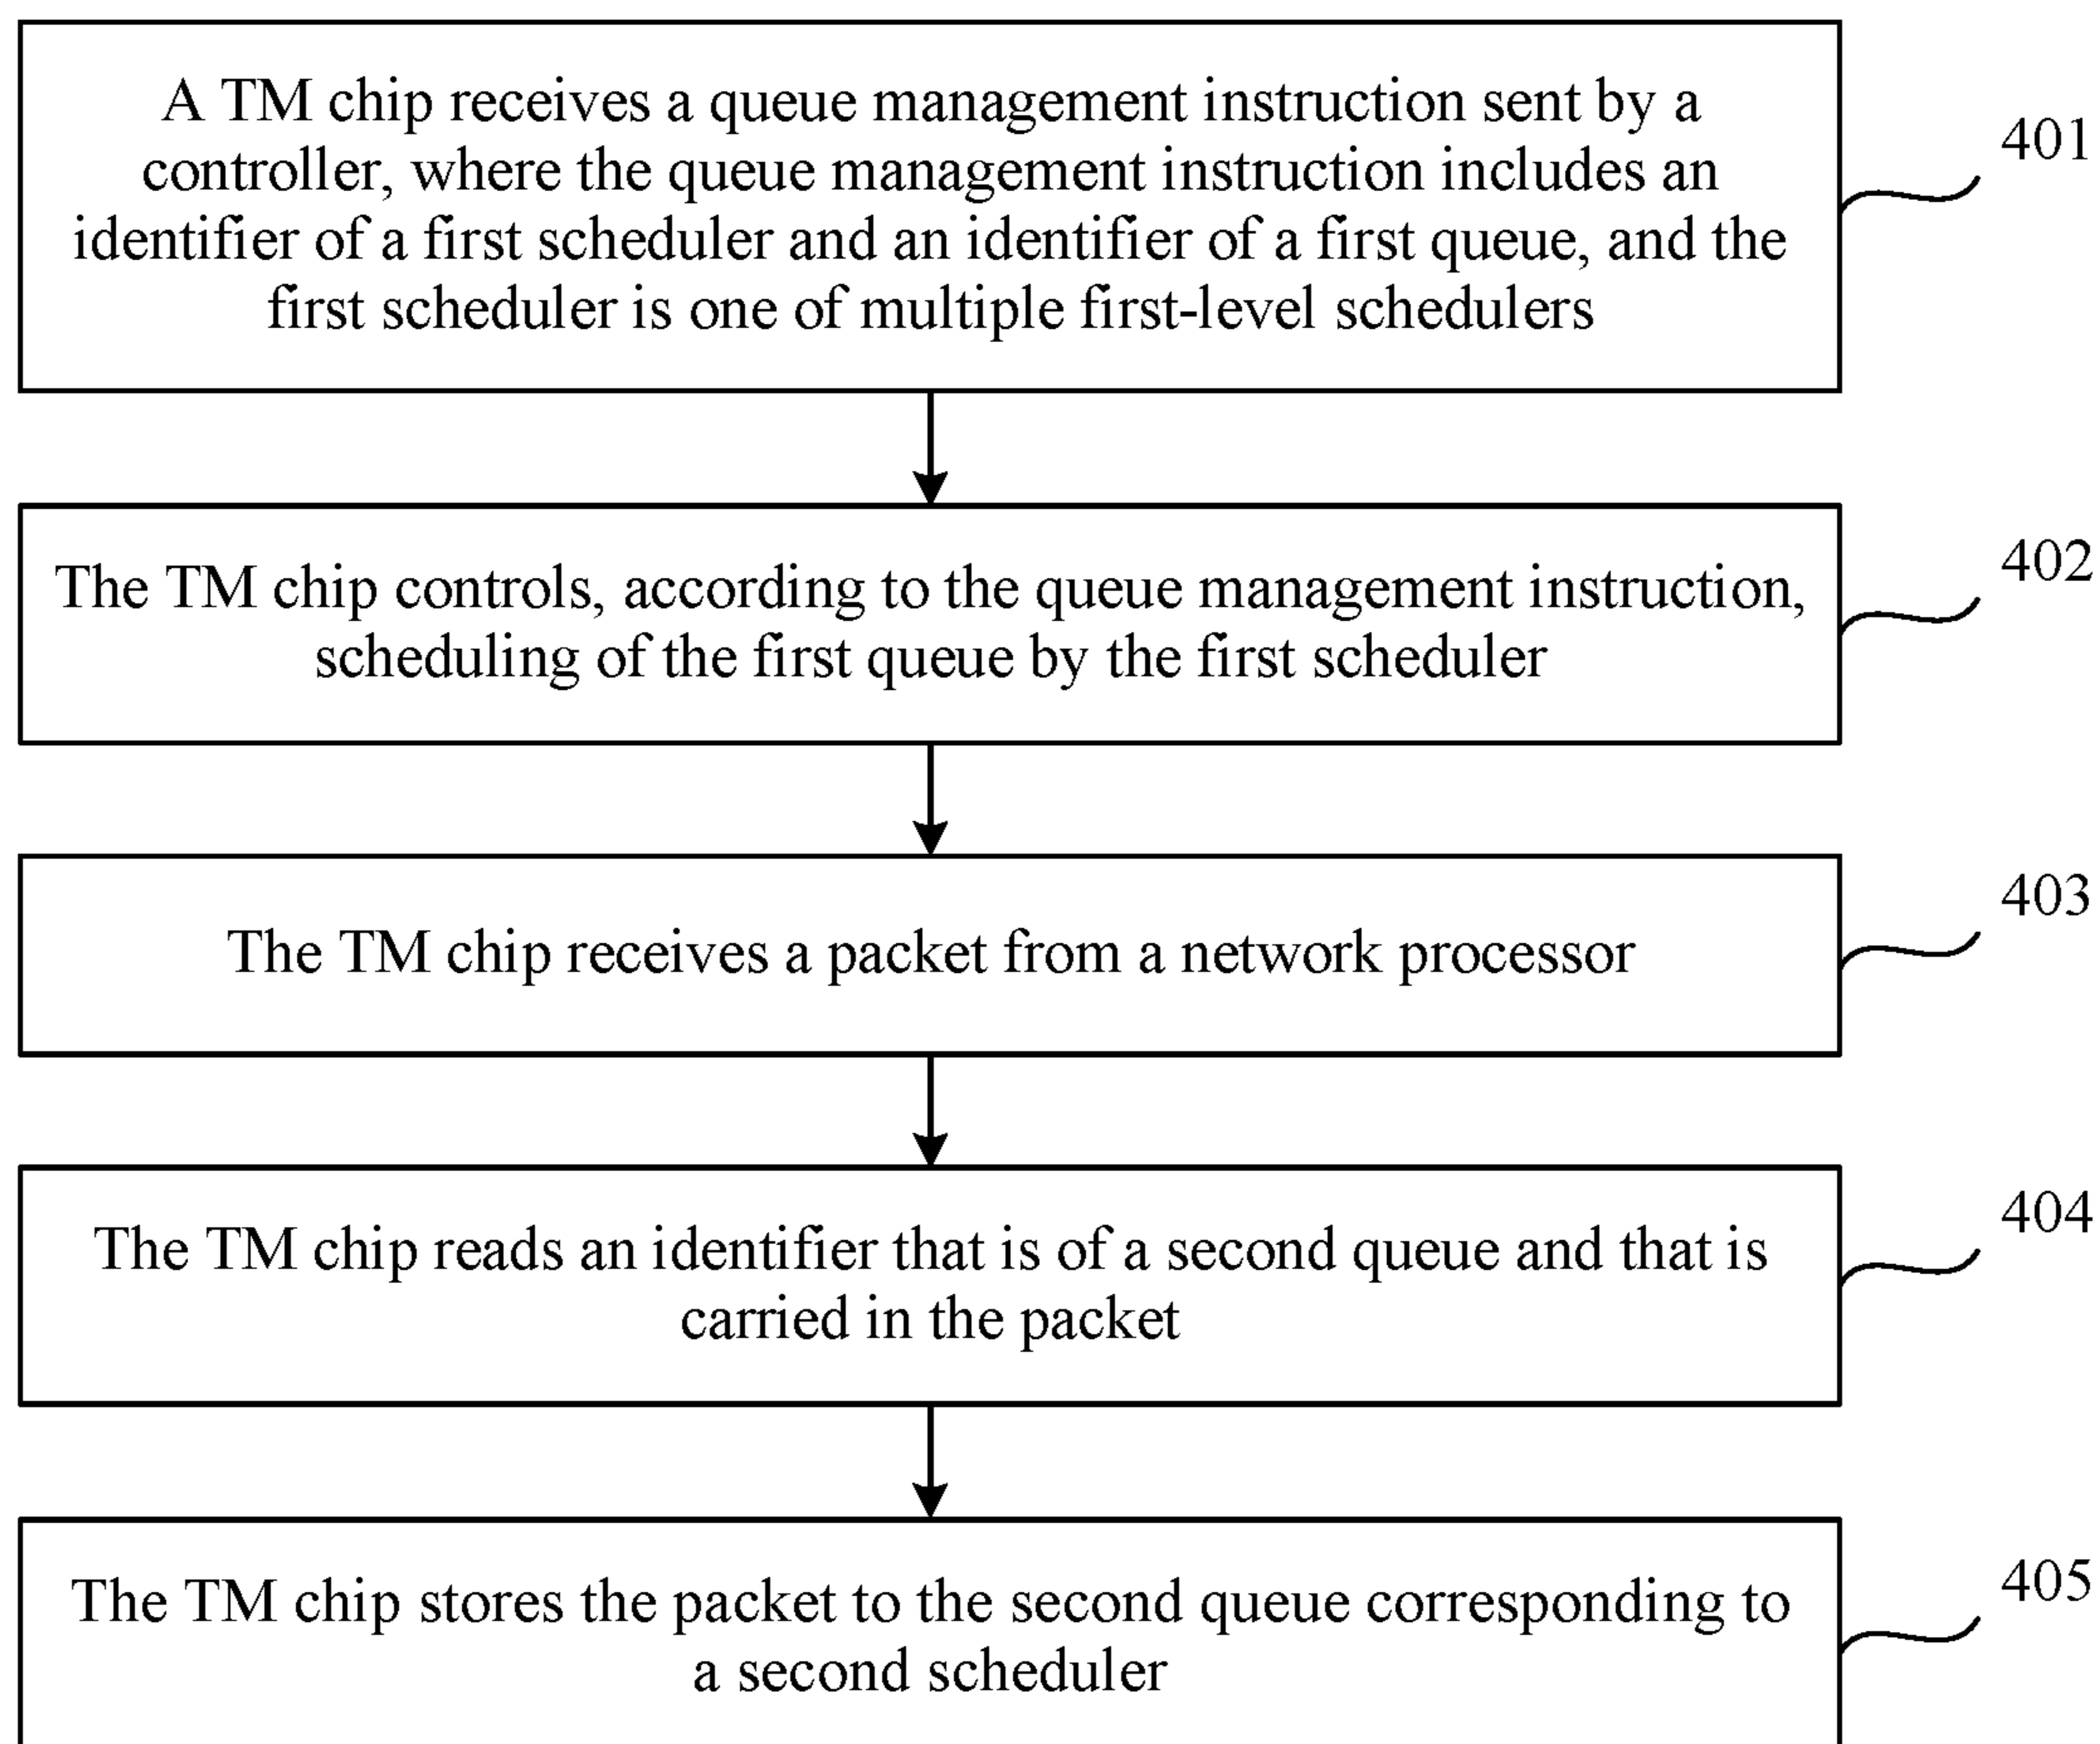 A TM chip receives a queue management instruction sent by a
controller, where the queue management instruction includes an
identifier of a first scheduler and an identifier of a first queue, and the
first scheduler is one of multiple first-level schedulers
401
The TM chip controls, according to the queue management instruction,
scheduling of the first queue by the first scheduler
402
The TM chip receives a packet from a network processor
403
The TM chip reads an identifier that is of a second queue and that is
carried in the packet
404
The TM chip stores the packet to the second queue corresponding to
a second scheduler
405